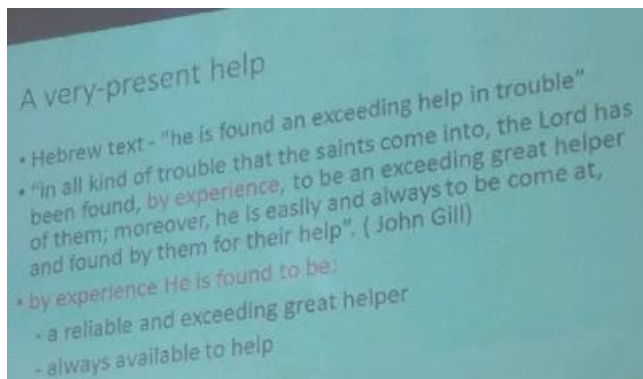 A very-present help
• Hebrew text - "he is found an exceeding help in trouble"
• "in all kind of trouble that the saints come into, the Lord has
been found, by experience, to be an exceeding great helper
of them; moreover, he is easily and always to be come at,
and found by them for their help". ( John Gill)
• by experience He is found to be:
- a reliable and exceeding great helper
- always available to help